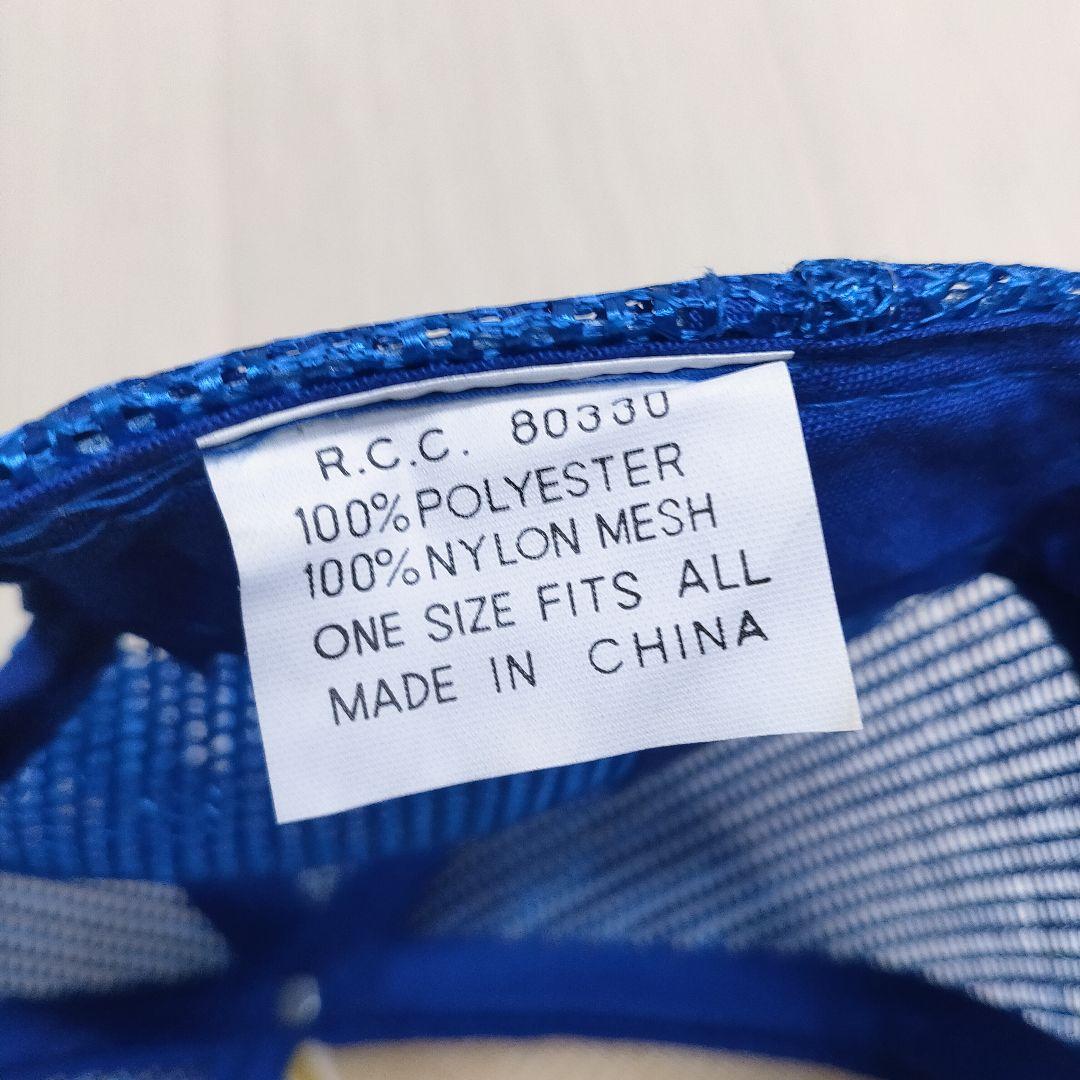 R.C.C. 80330
100%POLYESTER
100%NYLON MESH
ONE SIZE FITS ALL
MADE IN CHINA